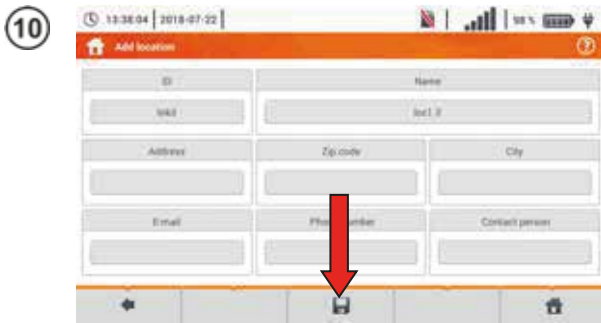 10
13:38:04 2018-07-22 98 %
Add location
?
ID Name
Address Zip code City
E-mail Phone number Contact person